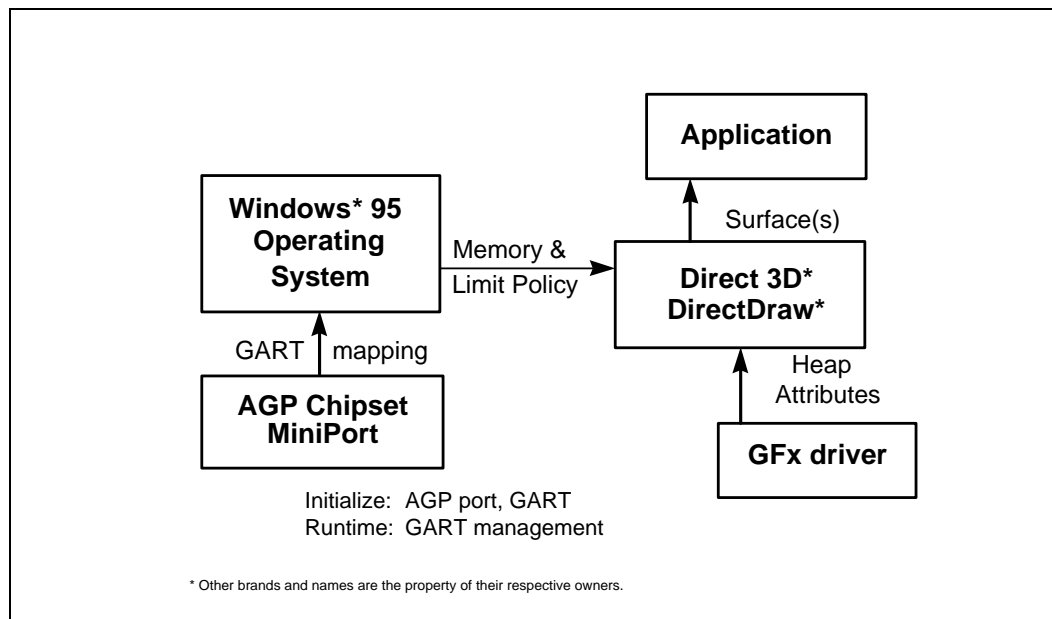 Application
Windows* 95
Operating
System
Surface(s)
Memory &
Limit Policy
Direct 3D*
DirectDraw*
GART mapping
Heap
Attributes
AGP Chipset
MiniPort
GFx driver
Initialize: AGP port, GART
Runtime: GART management
* Other brands and names are the property of their respective owners.